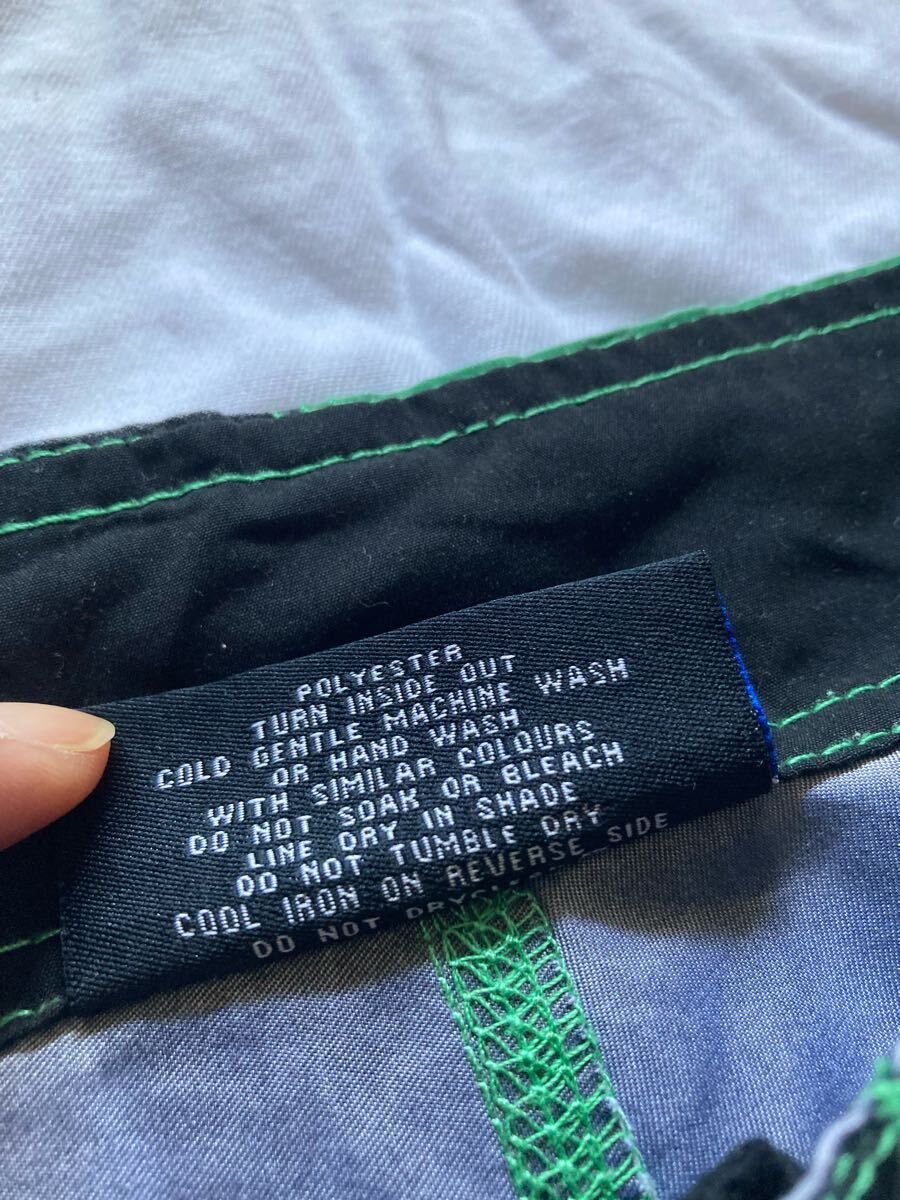 POLYESTER
TURN INSIDE OUT
COLD GENTLE MACHINE WASH
OR HAND WASH
WITH SIMILAR COLOURS
DO NOT SOAK OR BLEACH
LINE DRY IN SHADE
DO NOT TUMBLE DRY
COOL IRON ON REVERSE SIDE
DO NOT